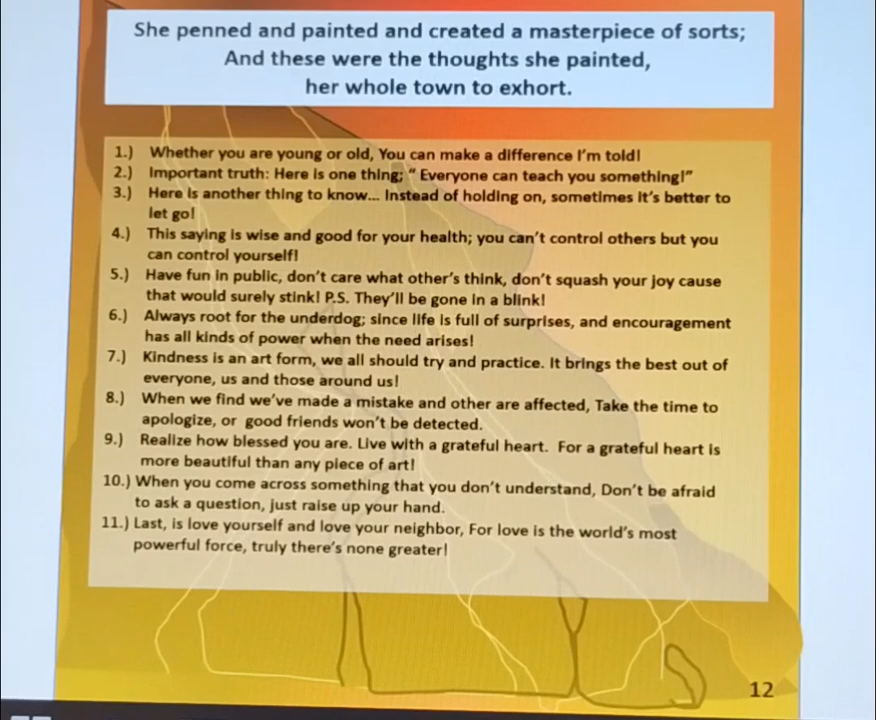 She penned and painted and created a masterpiece of sorts;
And these were the thoughts she painted,
her whole town to exhort.
1.) Whether you are young or old, You can make a difference I'm told!
2.) Important truth: Here is one thing; " Everyone can teach you something!"
3.) Here is another thing to know... Instead of holding on, sometimes it's better to
let go!
4.) This saying is wise and good for your health; you can't control others but you
can control yourself!
5.) Have fun in public, don't care what other's think, don't squash your joy cause
that would surely stink! P.S. They'll be gone in a blink!
6.) Always root for the underdog; since life is full of surprises, and encouragement
has all kinds of power when the need arises!
7.) Kindness is an art form, we all should try and practice. It brings the best out of
everyone, us and those around us!
8.) When we find we've made a mistake and other are affected, Take the time to
apologize, or good friends won't be detected.
9.) Realize how blessed you are. Live with a grateful heart. For a grateful heart is
more beautiful than any piece of art!
10.) When you come across something that you don't understand, Don't be afraid
to ask a question, just raise up your hand.
11.) Last, is love yourself and love your neighbor, For love is the world's most
powerful force, truly there's none greater!
12